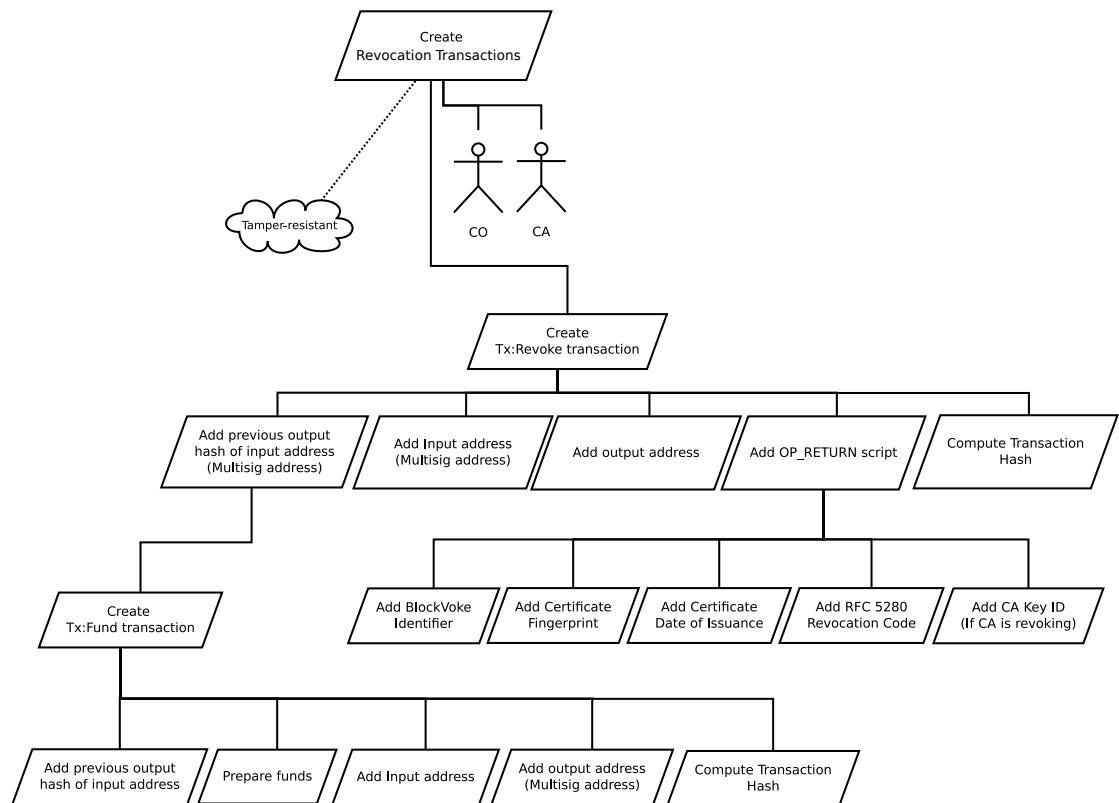 Create
Revocation Transactions
Tamper-resistant
CO
CA
Create
Tx:Revoke transaction
Add previous output
hash of input address
(Multisig address)
Add Input address
(Multisig address)
Add output address
Add OP_RETURN script
Compute Transaction
Hash
Create
Tx:Fund transaction
Add BlockVoke
Identifier
Add Certificate
Fingerprint
Add Certificate
Date of Issuance
Add RFC 5280
Revocation Code
Add CA Key ID
(If CA is revoking)
Add previous output
hash of input address
Prepare funds
Add Input address
Add output address
(Multisig address)
Compute Transaction
Hash